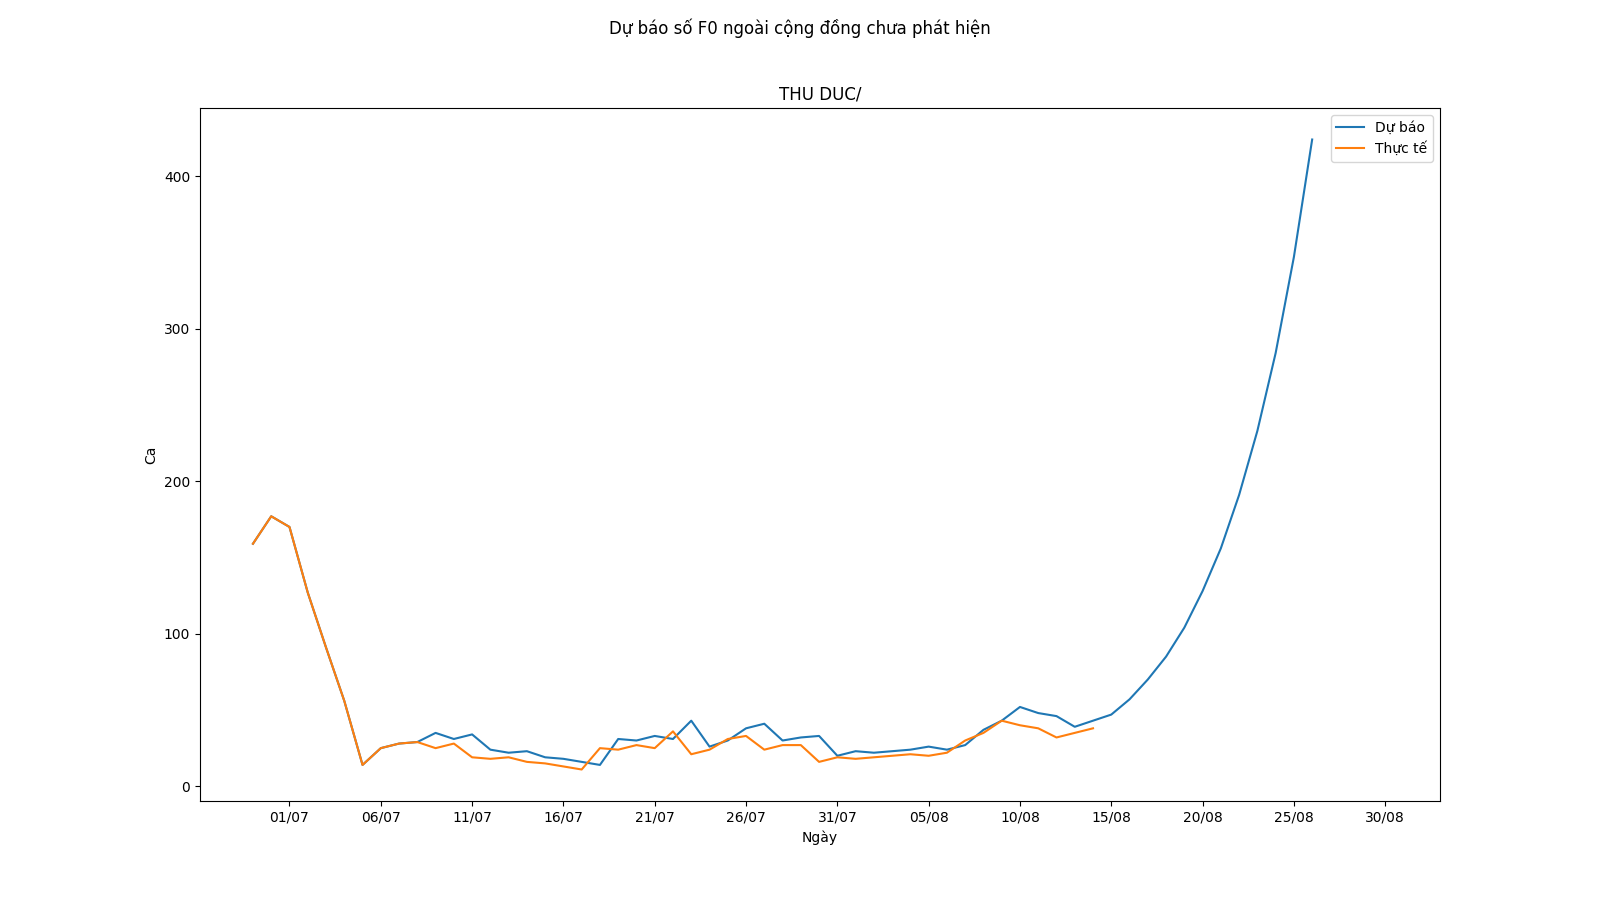 Dự báo số F0 ngoài cộng đồng chưa phát hiện
THU DUC/
Dự báo
Thực tế
400
300
200
100
0
Ca
01/07 06/07 11/07 16/07 21/07 26/07 31/07 05/08 10/08 15/08 20/08 25/08 30/08
Ngày